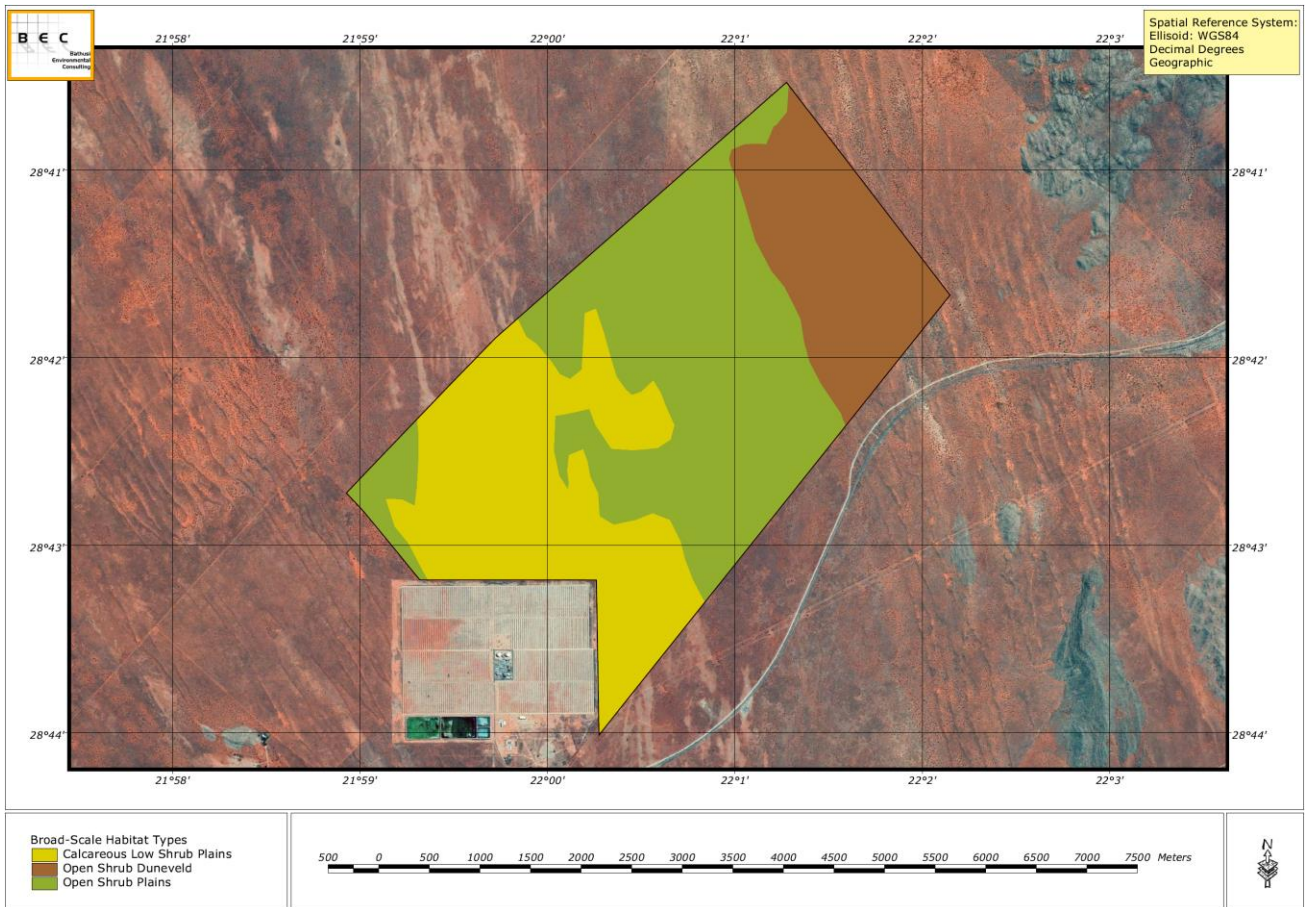 B E C
Bathusi
Environmental
Consulting
Spatial Reference System:
Ellisoid: WGS84
Decimal Degrees
Geographic
21°58' 21°59' 22°00' 22°1' 22°2' 22°3'
28°41' 28°41'
28°42' 28°42'
28°43' 28°43'
28°44' 28°44'
21°58' 21°59' 22°00' 22°1' 22°2' 22°3'
Broad-Scale Habitat Types
Calcareous Low Shrub Plains
Open Shrub Duneveld
Open Shrub Plains
500 0 500 1000 1500 2000 2500 3000 3500 4000 4500 5000 5500 6000 6500 7000 7500 Meters
N